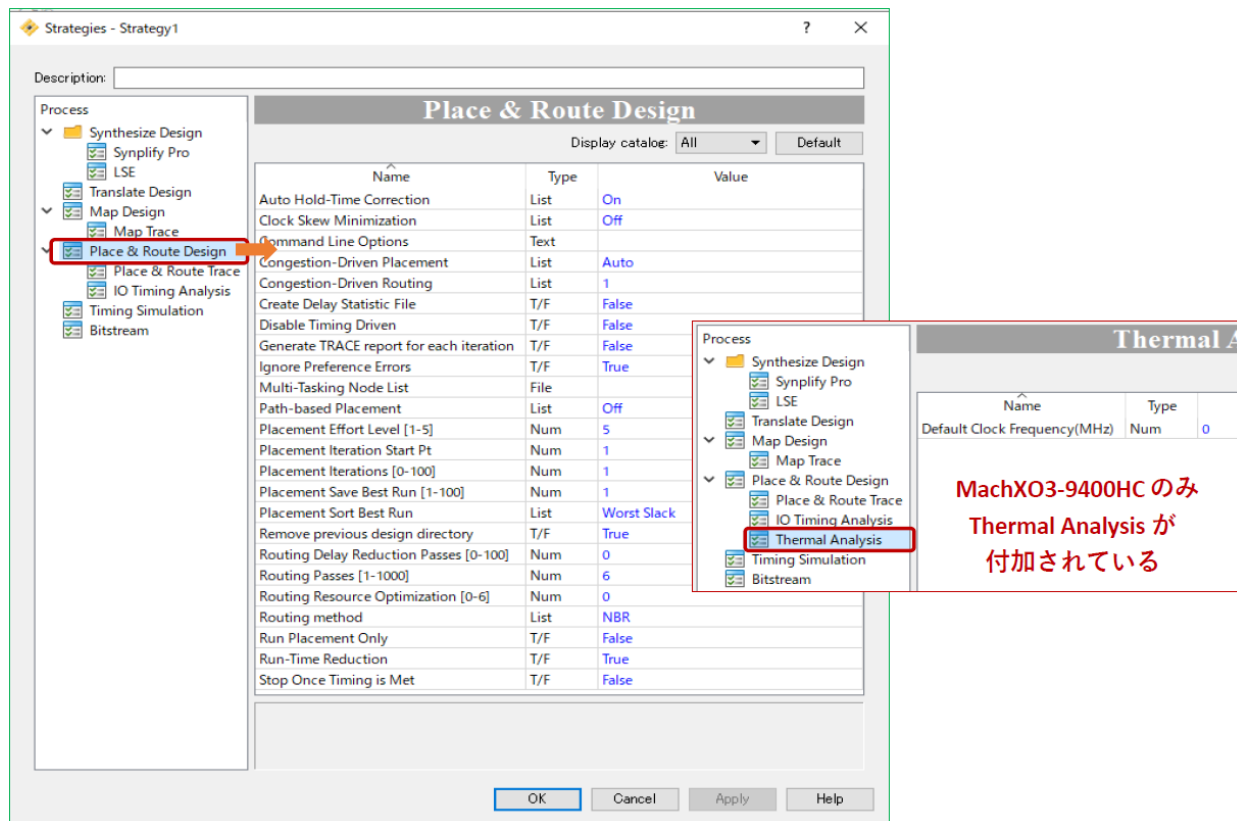 Strategies - Strategy1
?
Description:
Process
Synthesize Design
Synplify Pro
LSE
Translate Design
Map Design
Map Trace
Place & Route Design
Place & Route Trace
IO Timing Analysis
Timing Simulation
Bitstream
Place & Route Design
Display catalog: All Default
Name Type Value
Auto Hold-Time Correction List On
Clock Skew Minimization List Off
Command Line Options Text
Congestion-Driven Placement List Auto
Congestion-Driven Routing List 1
Create Delay Statistic File T/F False
Disable Timing Driven T/F False
Generate TRACE report for each iteration T/F False
Ignore Preference Errors T/F True
Multi-Tasking Node List File
Path-based Placement List Off
Placement Effort Level [1-5] Num 5
Placement Iteration Start Pt Num 1
Placement Iterations [0-100] Num 1
Placement Save Best Run [1-100] Num 1
Placement Sort Best Run List Worst Slack
Remove previous design directory T/F True
Routing Delay Reduction Passes [0-100] Num 0
Routing Passes [1-1000] Num 6
Routing Resource Optimization [0-6] Num 0
Routing method List NBR
Run Placement Only T/F False
Run-Time Reduction T/F True
Stop Once Timing is Met T/F False
OK Cancel Apply Help
Process
Synthesize Design
Synplify Pro
LSE
Translate Design
Map Design
Map Trace
Place & Route Design
Place & Route Trace
IO Timing Analysis
Thermal Analysis
Timing Simulation
Bitstream
Thermal A
Name Type
Default Clock Frequency(MHz) Num 0
MachXO3-9400HC のみ
Thermal Analysis が
付加されている